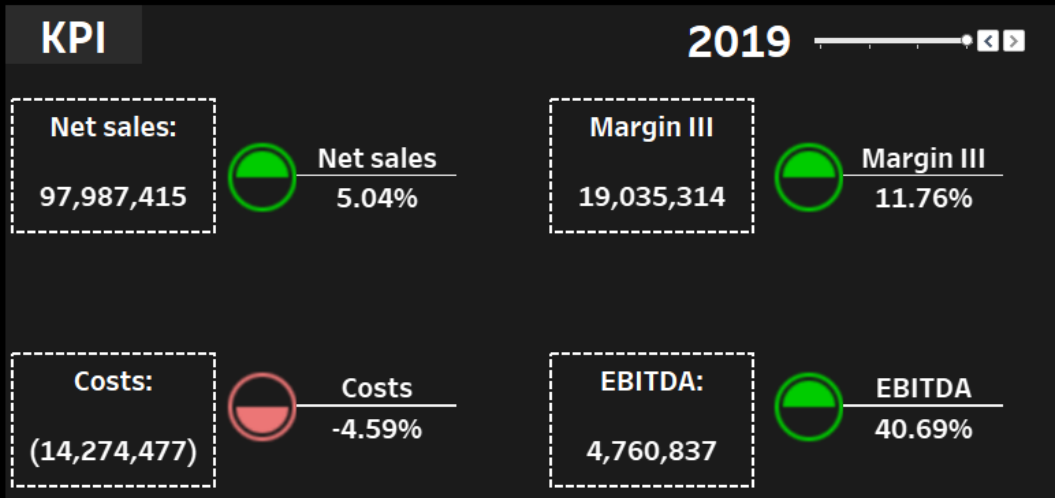 KPI
2019
Net sales:
97,987,415
Net sales
5.04%
Margin III
19,035,314
Margin III
11.76%
Costs:
(14,274,477)
Costs
-4.59%
EBITDA:
4,760,837
EBITDA
40.69%